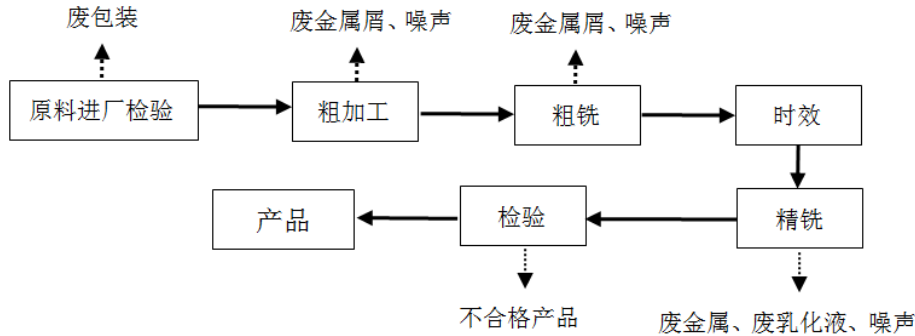 废包装
废金属屑、噪声
废金属屑、噪声
原料进厂检验
粗加工
粗铣
时效
产品
检验
精铣
不合格产品
废金属、废乳化液、噪声